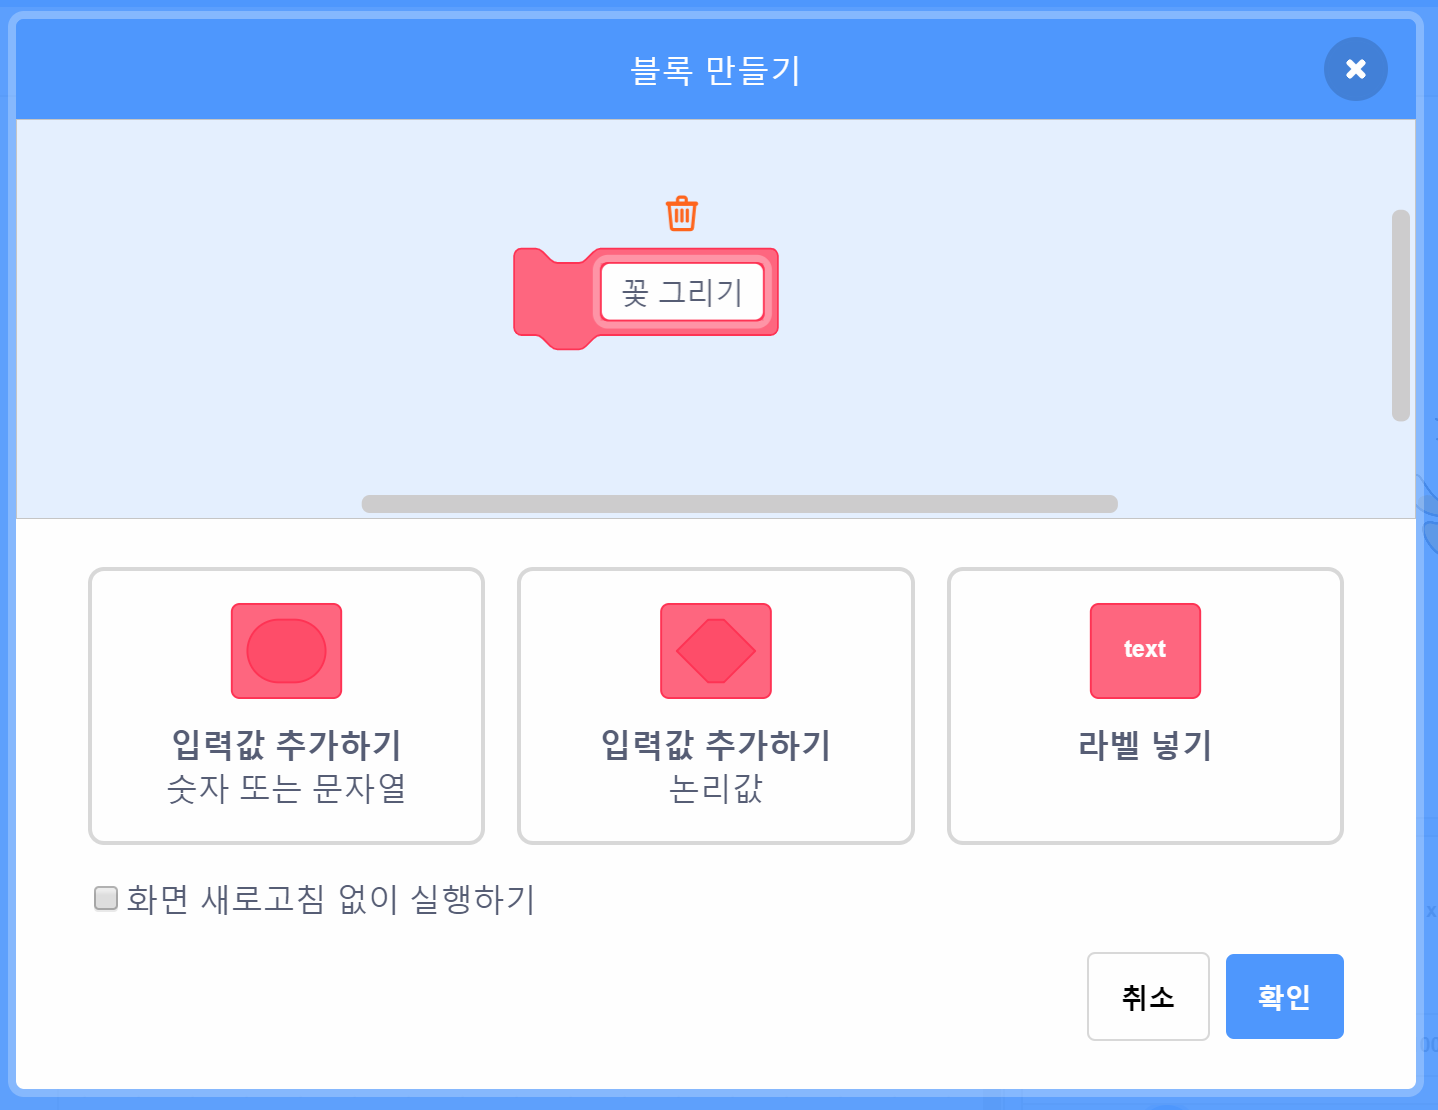 블록 만들기
꽃 그리기
text
입력값 추가하기
숫자 또는 문자열
입력값 추가하기
논리값
라벨 넣기
화면 새로고침 없이 실행하기
취소
확인